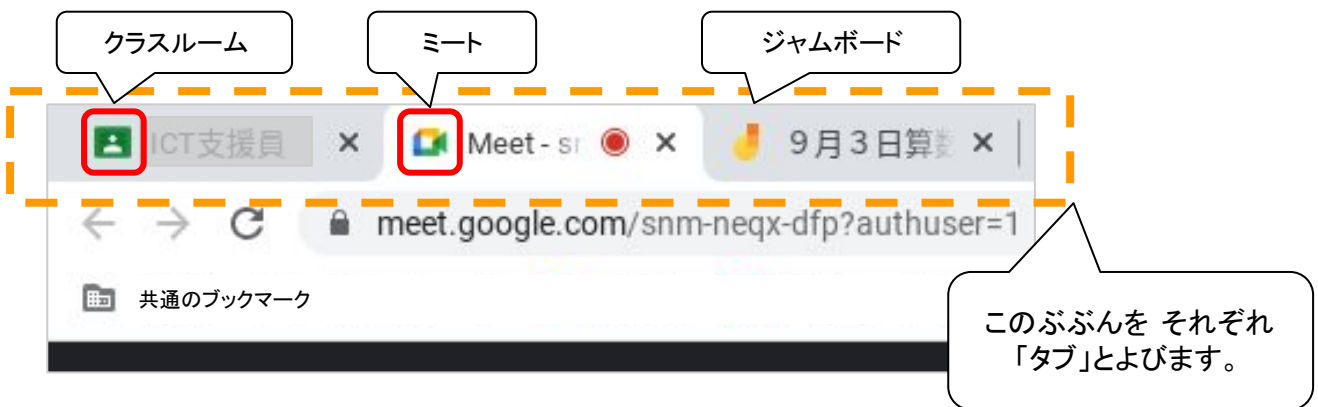 クラスルーム
ミート
ジャムボード
ICT支援員
Meet - sn
9月3日算数
meet.google.com/snm-neqx-dfp?authuser=1
共通のブックマーク
このぶぶんを それぞれ
「タブ」とよびます。